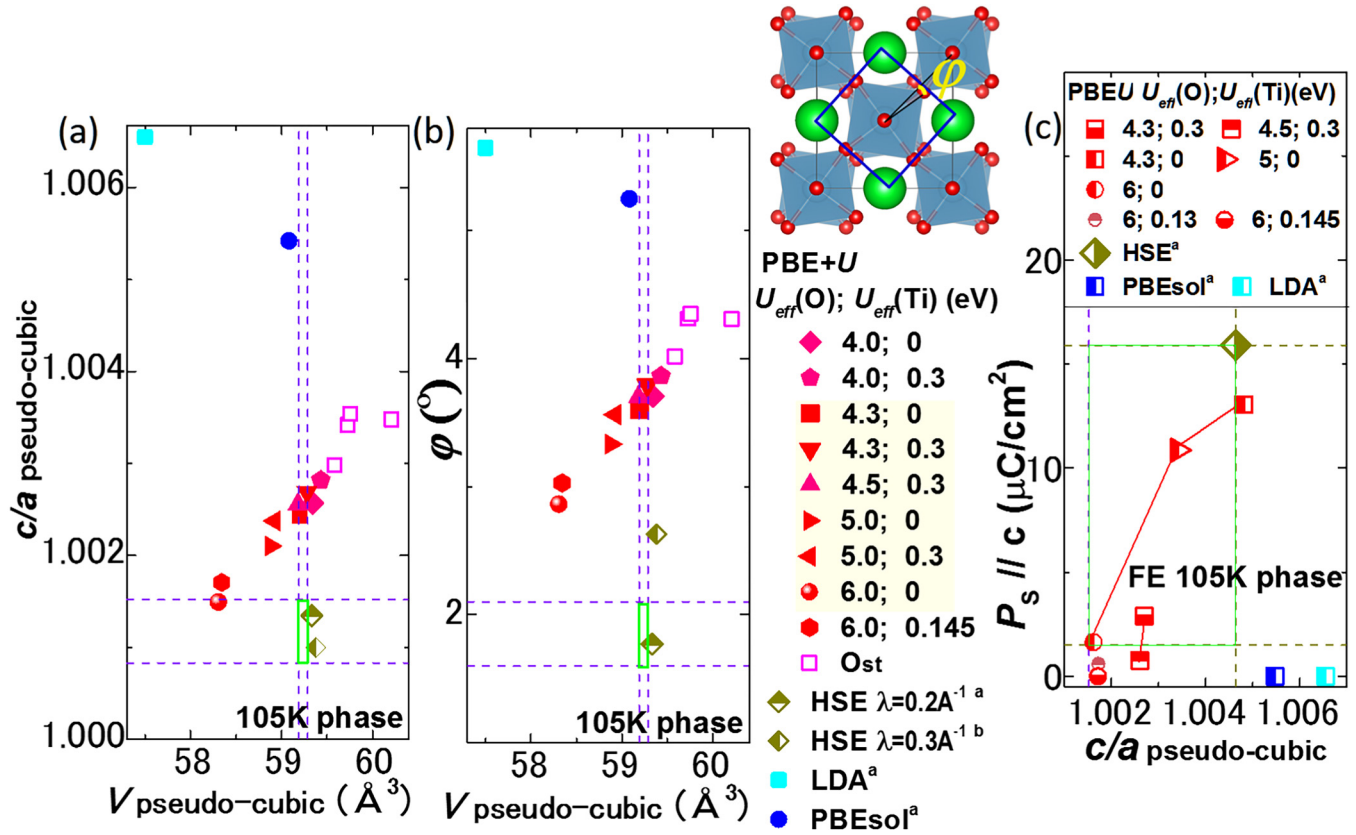 (a)
1.006
1.004
1.002
1.000
c/a pseudo-cubic
105K phase
58
59
60
V pseudo-cubic (Å³)
(b)
4
2
φ (°)
105K phase
58
59
60
V pseudo-cubic (Å³)
φ
PBE+U
U_eff(O); U_eff(Ti) (eV)
4.0; 0
4.0; 0.3
4.3; 0
4.3; 0.3
4.5; 0.3
5.0; 0
5.0; 0.3
6.0; 0
6.0; 0.145
Ost
HSE λ=0.2A⁻¹ ᵃ
HSE λ=0.3A⁻¹ ᵇ
LDAᵃ
PBEsolᵃ
(c)
PBEU U_eff(O);U_eff(Ti)(eV)
4.3; 0.3 4.5; 0.3
4.3; 0 5; 0
6; 0
6; 0.13 6; 0.145
HSEᵃ
PBEsolᵃ LDAᵃ
20
10
0
P_s // c (μC/cm²)
FE 105K phase
1.002 1.004 1.006
c/a pseudo-cubic